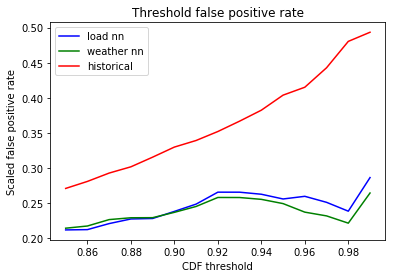 Threshold false positive rate
load nn
weather nn
historical
Scaled false positive rate
0.50
0.45
0.40
0.35
0.30
0.25
0.20
0.86 0.88 0.90 0.92 0.94 0.96 0.98
CDF threshold